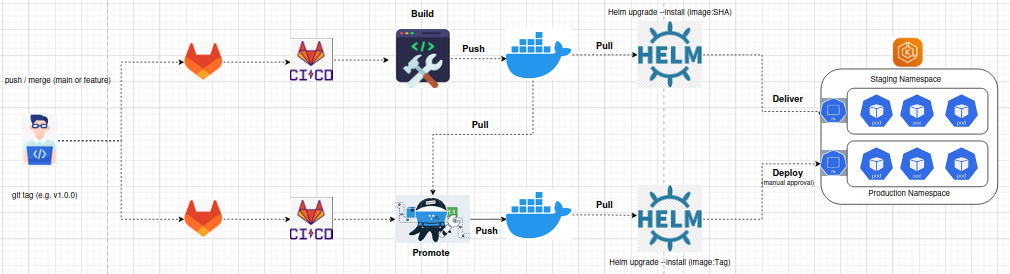 Build
Helm upgrade --install (image:SHA)
push / merge (main or feature)
CI CD
Push
Pull
HELM
Deliver
Staging Namespace
ns
pod
pod
pod
Pull
git tag (e.g. v1.0.0)
CI CD
Promote
Push
Pull
HELM
Helm upgrade --install (image:Tag)
Deploy
(manual approval)
ns
pod
pod
pod
Production Namespace